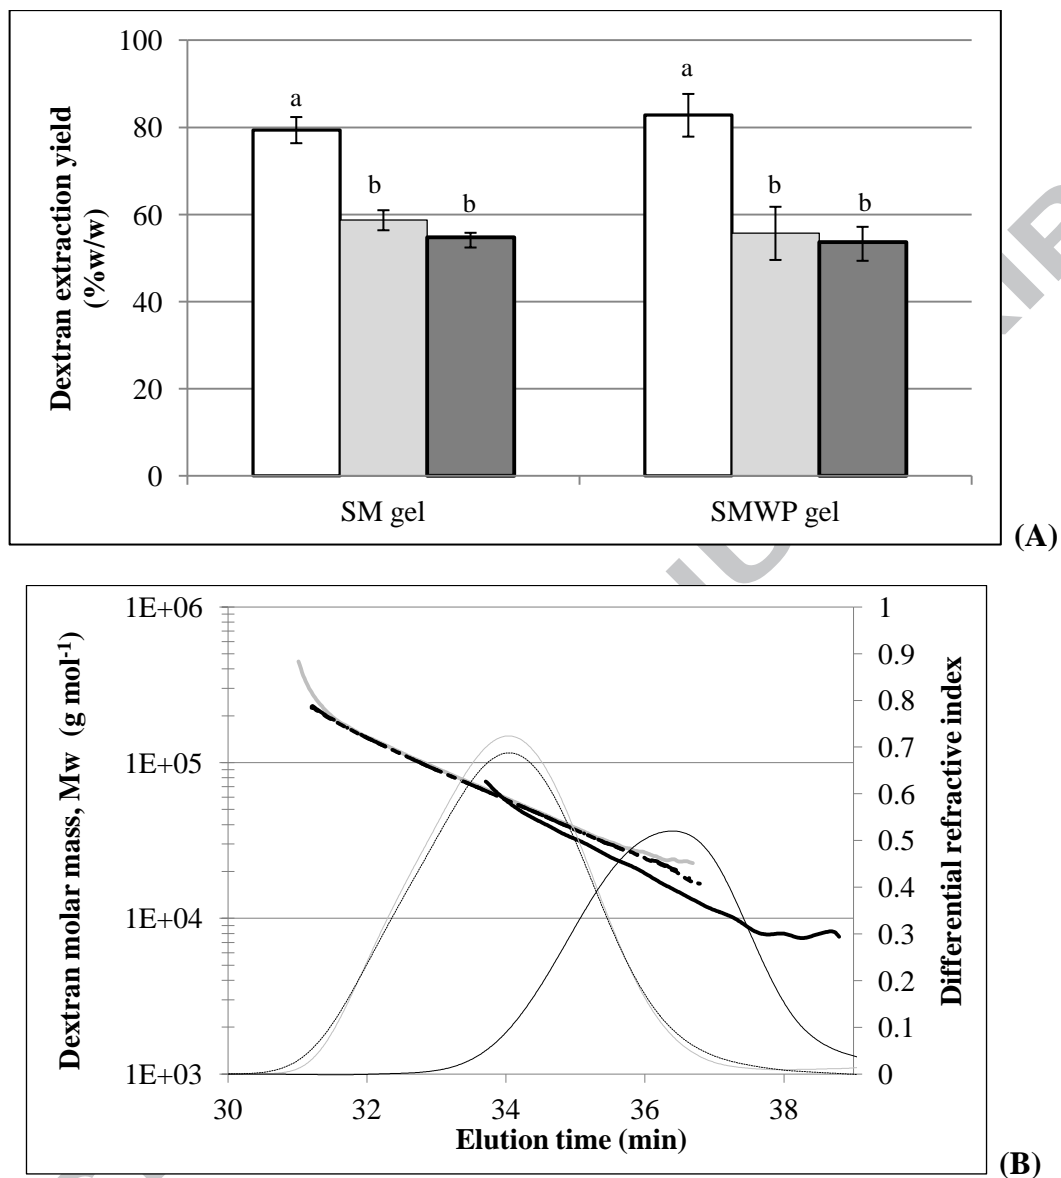 100
80
60
40
20
0
Dextran extraction yield
(%w/w)
a
b
b
a
b
b
SM gel
SMWP gel
(A)
1E+06
1E+05
1E+04
1E+03
Dextran molar mass, Mw (g mol-1)
1
0.9
0.8
0.7
0.6
0.5
0.4
0.3
0.2
0.1
0
Differential refractive index
30
32
34
36
38
Elution time (min)
(B)